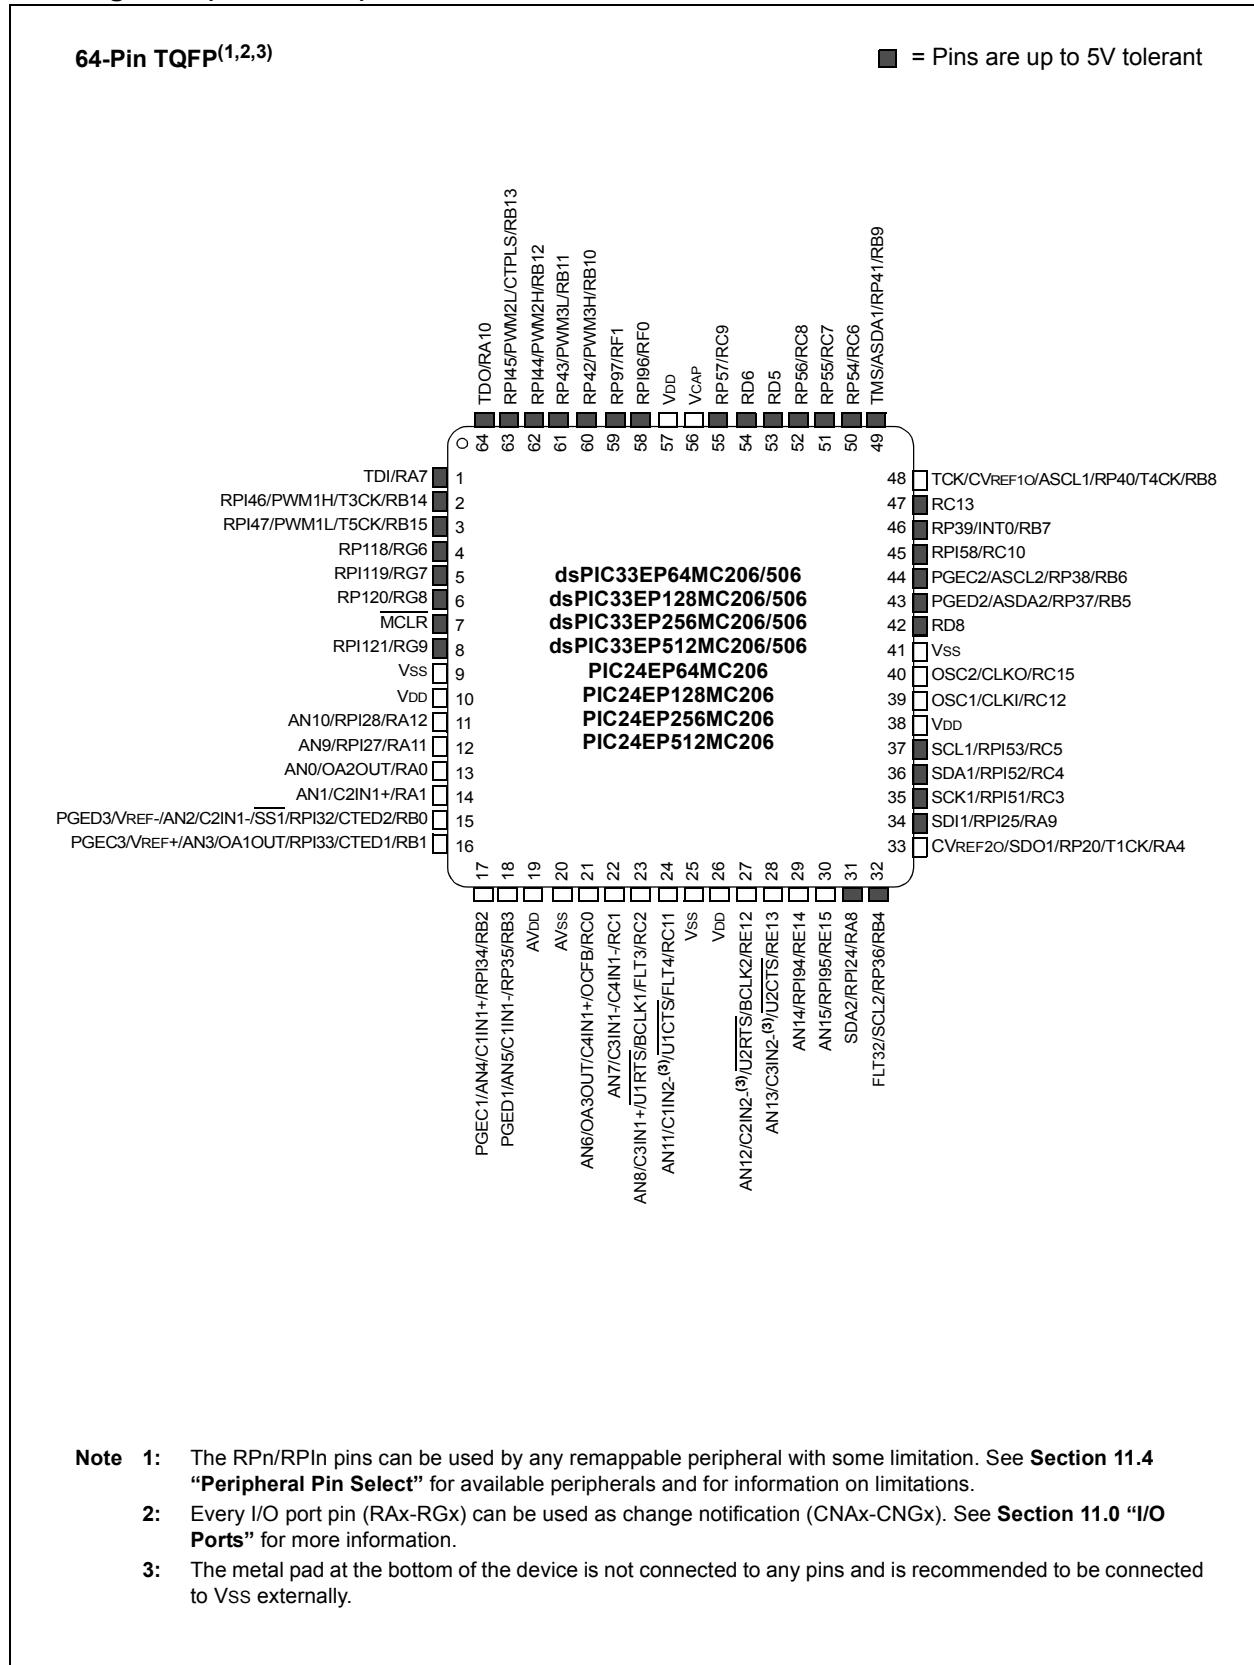 64-Pin TQFP(1,2,3)
= Pins are up to 5V tolerant
TDO/RA10
RPI45/PWM2L/CTPLS/RB13
RPI44/PWM2H/RB12
RP43/PWM3L/RB11
RP42/PWM3H/RB10
RP97/RF1
RPI96/RF0
VDD
VCAP
RP57/RC9
RD6
RD5
RP56/RC8
RP55/RC7
RP54/RC6
TMS/ASDA1/RP41/RB9
64 63 62 61 60 59 58 57 56 55 54 53 52 51 50 49
TDI/RA7 1
RPI46/PWM1H/T3CK/RB14 2
RPI47/PWM1L/T5CK/RB15 3
RP118/RG6 4
RPI119/RG7 5
RP120/RG8 6
MCLR 7
RPI121/RG9 8
VSS 9
VDD 10
AN10/RPI28/RA12 11
AN9/RPI27/RA11 12
AN0/OA2OUT/RA0 13
AN1/C2IN1+/RA1 14
PGED3/VREF-/AN2/C2IN1-/SS1/RPI32/CTED2/RB0 15
PGEC3/VREF+/AN3/OA1OUT/RPI33/CTED1/RB1 16
dsPIC33EP64MC206/506
dsPIC33EP128MC206/506
dsPIC33EP256MC206/506
dsPIC33EP512MC206/506
PIC24EP64MC206
PIC24EP128MC206
PIC24EP256MC206
PIC24EP512MC206
48 TCK/CVREF1O/ASCL1/RP40/T4CK/RB8
47 RC13
46 RP39/INT0/RB7
45 RPI58/RC10
44 PGEC2/ASCL2/RP38/RB6
43 PGED2/ASDA2/RP37/RB5
42 RD8
41 VSS
40 OSC2/CLKO/RC15
39 OSC1/CLKI/RC12
38 VDD
37 SCL1/RPI53/RC5
36 SDA1/RPI52/RC4
35 SCK1/RPI51/RC3
34 SDI1/RPI25/RA9
33 CVREF2O/SDO1/RP20/T1CK/RA4
17 18 19 20 21 22 23 24 25 26 27 28 29 30 31 32
PGEC1/AN4/C1IN1+/RPI34/RB2
PGED1/AN5/C1IN1-/RP35/RB3
AVDD
AVSS
AN6/OA3OUT/C4IN1+/OCFB/RC0
AN7/C3IN1-/C4IN1-/RC1
AN8/C3IN1+/U1RTS/BCLK1/FLT3/RC2
AN11/C1IN2-(3)/U1CTS/FLT4/RC11
VSS
VDD
AN12/C2IN2-(3)/U2RTS/BCLK2/RE12
AN13/C3IN2-(3)/U2CTS/RE13
AN14/RPI94/RE14
AN15/RPI95/RE15
SDA2/RPI24/RA8
FLT32/SCL2/RP36/RB4
Note 1: The RPn/RPIn pins can be used by any remappable peripheral with some limitation. See Section 11.4
"Peripheral Pin Select" for available peripherals and for information on limitations.
2: Every I/O port pin (RAx-RGx) can be used as change notification (CNAx-CNGx). See Section 11.0 "I/O
Ports" for more information.
3: The metal pad at the bottom of the device is not connected to any pins and is recommended to be connected
to VSS externally.